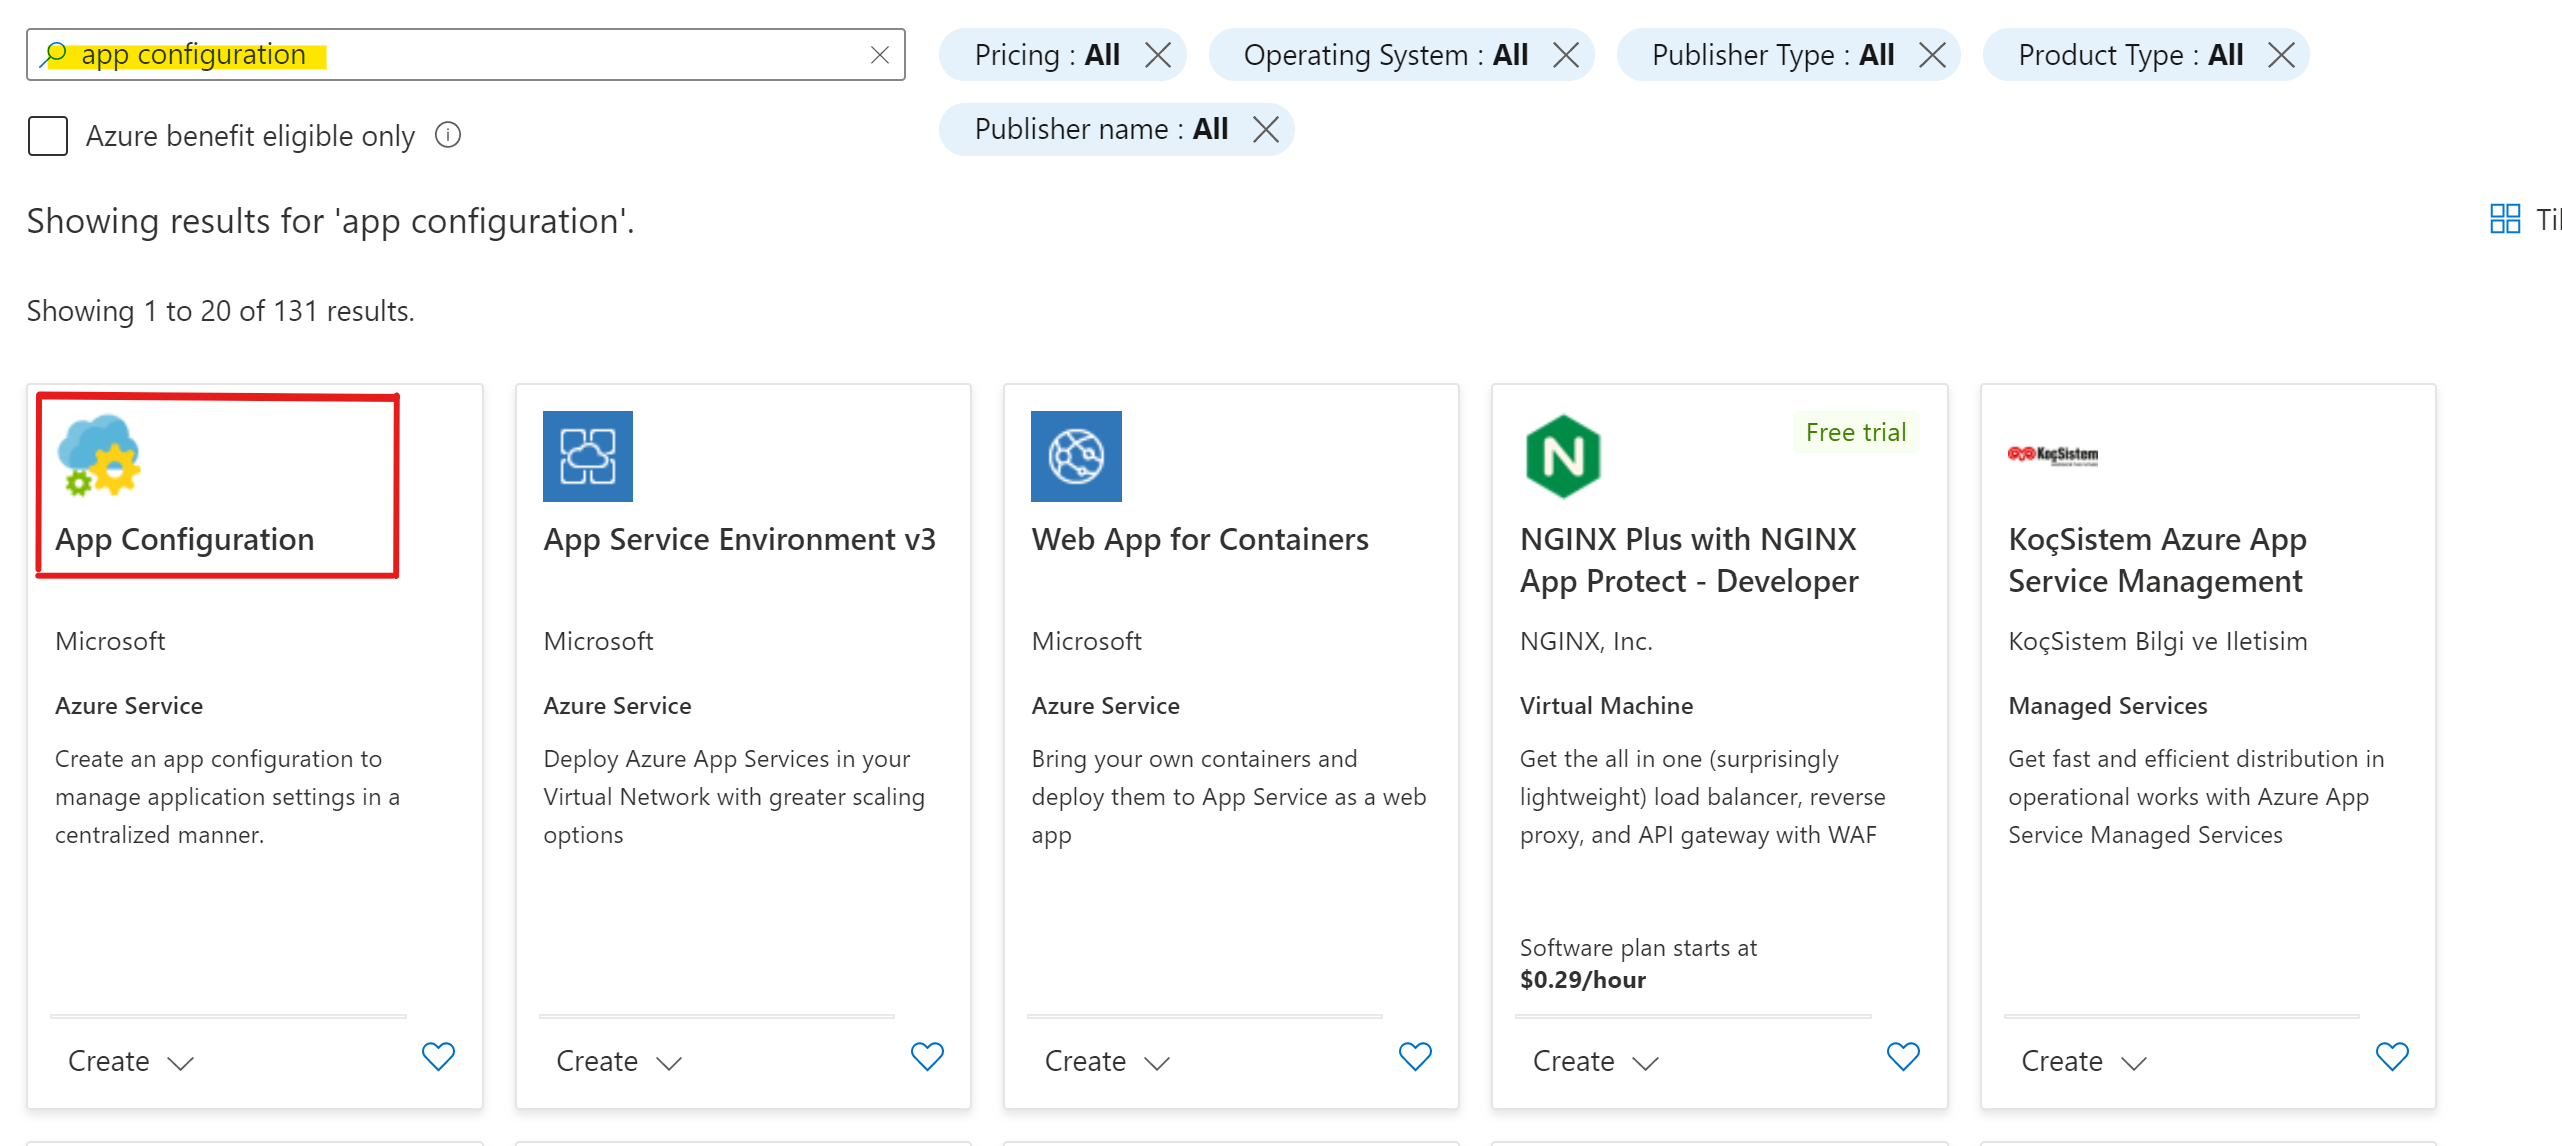 app configuration
Pricing : All
Operating System : All
Publisher Type : All
Product Type : All
Publisher name : All
Azure benefit eligible only
Showing results for 'app configuration'.
Showing 1 to 20 of 131 results.
App Configuration
Microsoft
Azure Service
Create an app configuration to
manage application settings in a
centralized manner.
Create
App Service Environment v3
Microsoft
Azure Service
Deploy Azure App Services in your
Virtual Network with greater scaling
options
Create
Web App for Containers
Microsoft
Azure Service
Bring your own containers and
deploy them to App Service as a web
app
Create
N
Free trial
NGINX Plus with NGINX
App Protect - Developer
NGINX, Inc.
Virtual Machine
Get the all in one (surprisingly
lightweight) load balancer, reverse
proxy, and API gateway with WAF
Software plan starts at
$0.29/hour
Create
KoçSistem
KoçSistem Azure App
Service Management
KoçSistem Bilgi ve Iletisim
Managed Services
Get fast and efficient distribution in
operational works with Azure App
Service Managed Services
Create